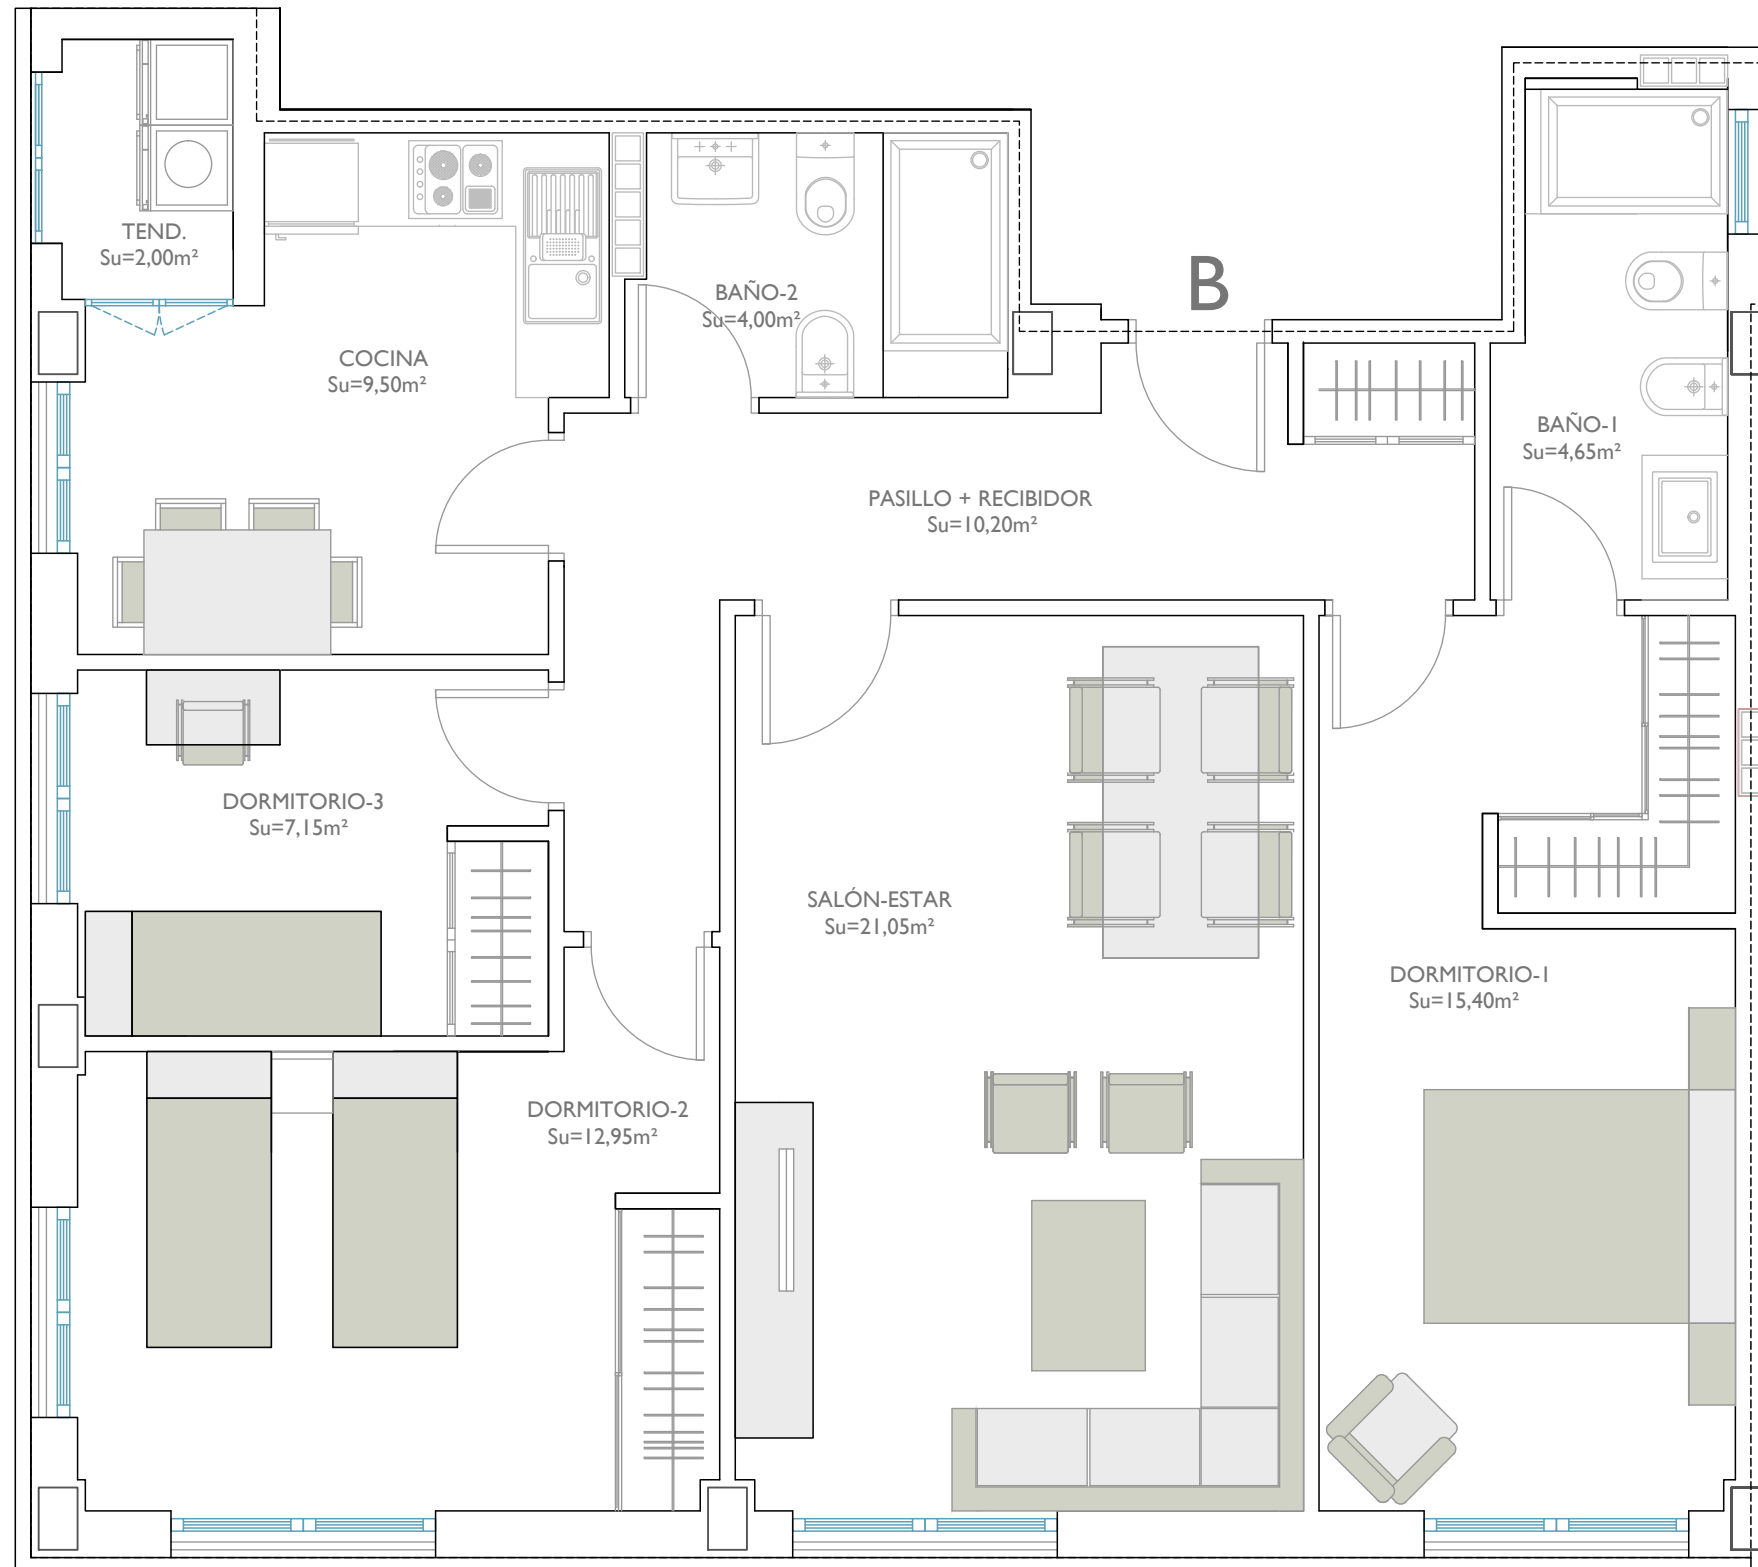 TEND.
Su=2,00m²
B
BAÑO-2
Su=4,00m²
COCINA
Su=9,50m²
BAÑO-1
Su=4,65m²
PASILLO + RECIBIDOR
Su=10,20m²
DORMITORIO-3
Su=7,15m²
SALÓN-ESTAR
Su=21,05m²
DORMITORIO-1
Su=15,40m²
DORMITORIO-2
Su=12,95m²